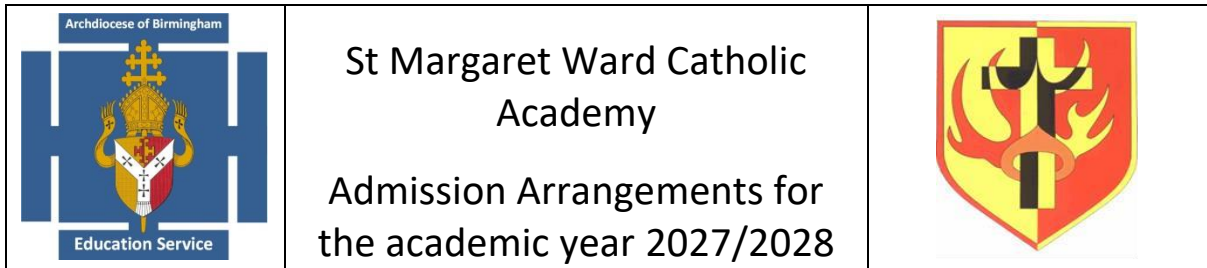 Archdiocese of Birmingham
Education Service
St Margaret Ward Catholic
Academy
Admission Arrangements for
the academic year 2027/2028